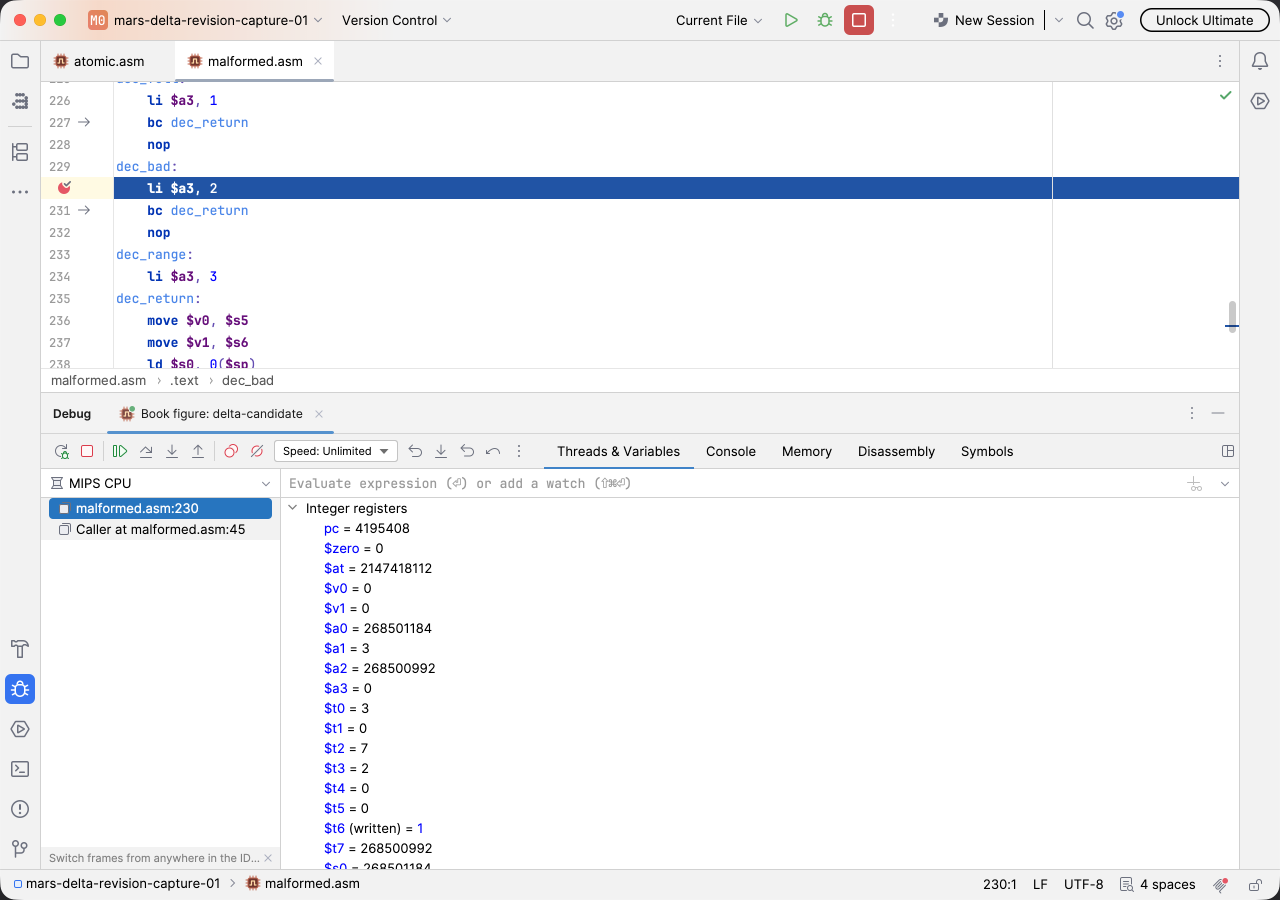 M0 mars-delta-revision-capture-01 Version Control Current File New Session Unlock Ultimate
atomic.asm malformed.asm
226 li $a3, 1
227 bc dec_return
228 nop
229 dec_bad:
li $a3, 2
231 bc dec_return
232 nop
233 dec_range:
234 li $a3, 3
235 dec_return:
236 move $v0, $s5
237 move $v1, $s6
238 ld $s0, 0($sp)
malformed.asm › .text › dec_bad
Debug Book figure: delta-candidate
Speed: Unlimited Threads & Variables Console Memory Disassembly Symbols
MIPS CPU
malformed.asm:230
Caller at malformed.asm:45
Evaluate expression (⏎) or add a watch (⇧⌘⏎)
Integer registers
pc = 4195408
$zero = 0
$at = 2147418112
$v0 = 0
$v1 = 0
$a0 = 268501184
$a1 = 3
$a2 = 268500992
$a3 = 0
$t0 = 3
$t1 = 0
$t2 = 7
$t3 = 2
$t4 = 0
$t5 = 0
$t6 (written) = 1
$t7 = 268500992
$s0 = 268501184
Switch frames from anywhere in the ID...
mars-delta-revision-capture-01 › malformed.asm 230:1 LF UTF-8 4 spaces